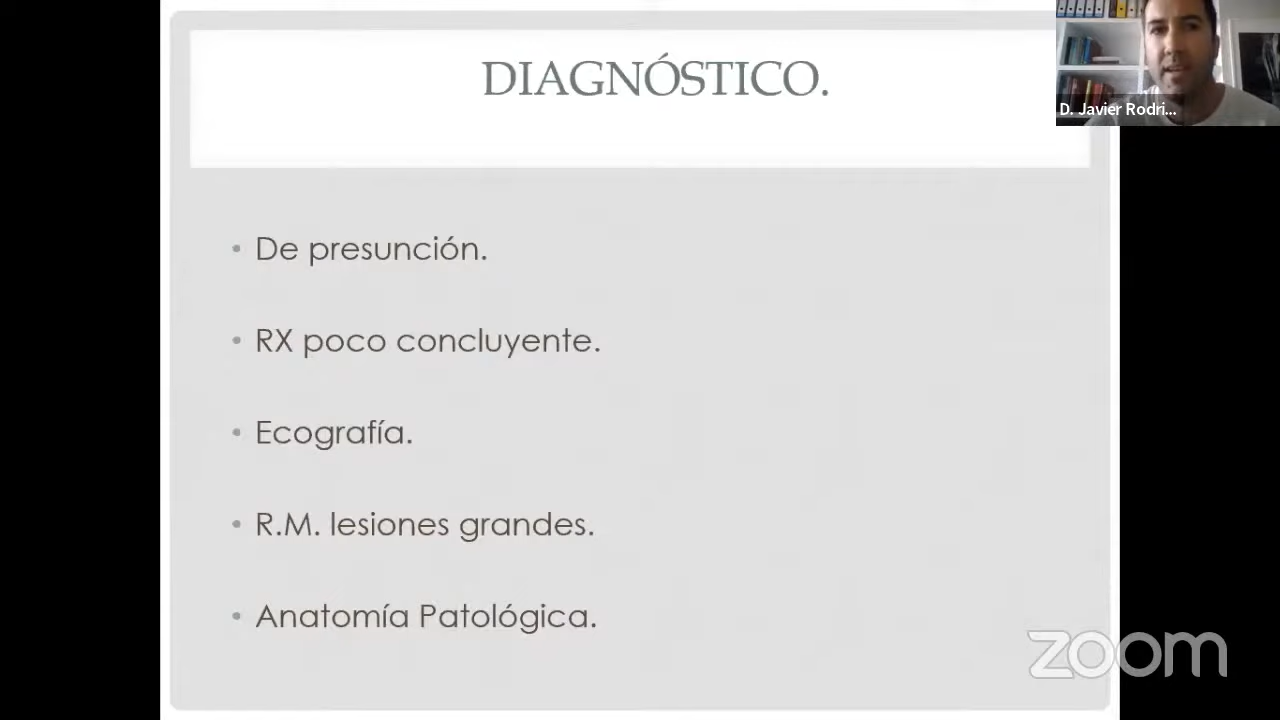 DIAGNÓSTICO.
D. Javier Rodri...
• De presunción.
• RX poco concluyente.
• Ecografía.
• R.M. lesiones grandes.
• Anatomía Patológica.
zoom